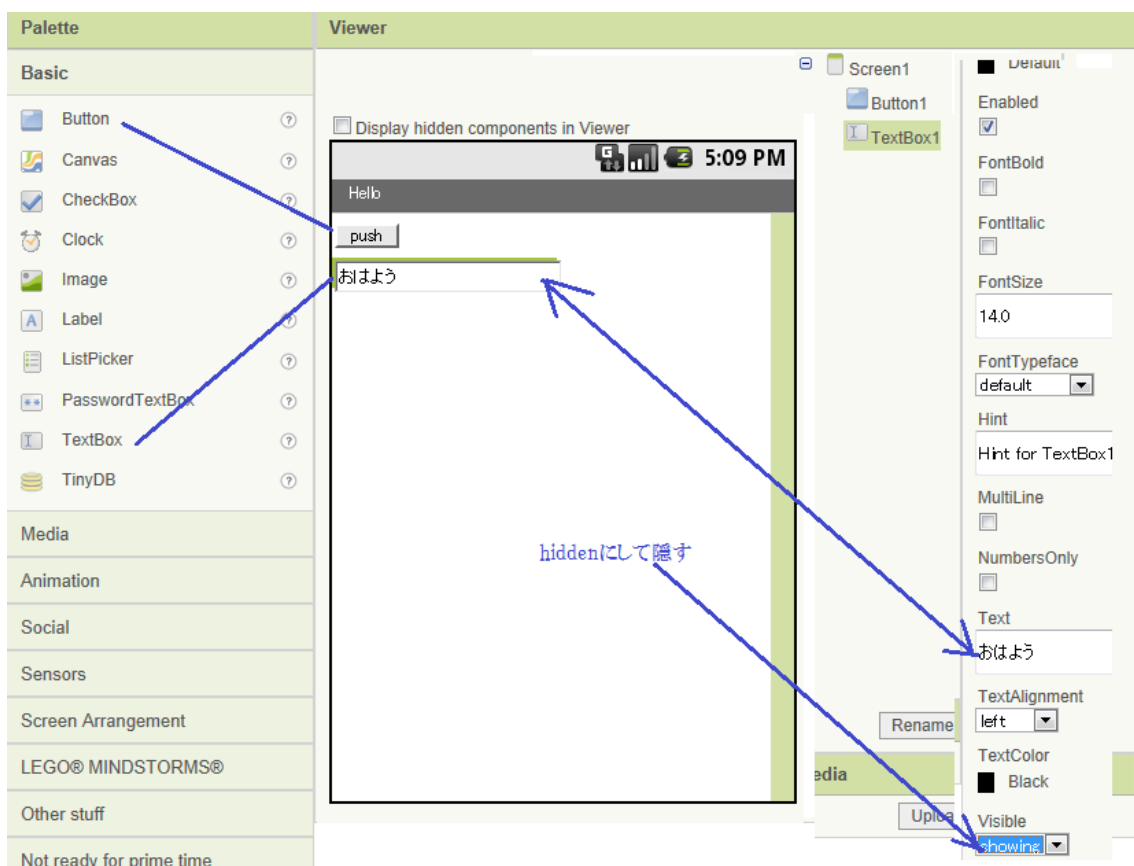 Palette
Basic
Button
Canvas
CheckBox
Clock
Image
Label
ListPicker
PasswordTextBox
TextBox
TinyDB
Media
Animation
Social
Sensors
Screen Arrangement
LEGO® MINDSTORMS®
Other stuff
Not ready for prime time
Viewer
Display hidden components in Viewer
5:09 PM
Hello
push
おはよう
hiddenにして隠す
Screen1
Button1
TextBox1
Rename
edia
Uploa
Default
Enabled
FontBold
FontItalic
FontSize
14.0
FontTypeface
default
Hint
Hint for TextBox1
MultiLine
NumbersOnly
Text
おはよう
TextAlignment
left
TextColor
Black
Visible
showing